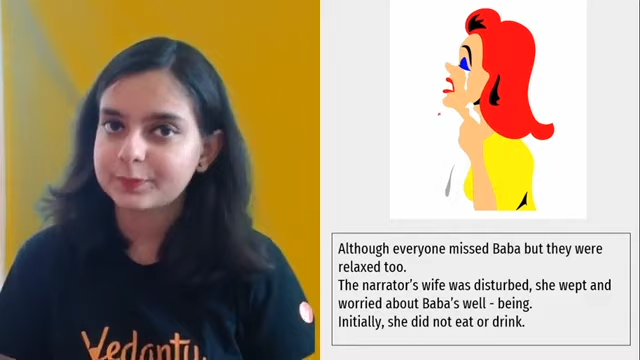 Vedantu
Although everyone missed Baba but they were
relaxed too.
The narrator's wife was disturbed, she wept and
worried about Baba's well - being.
Initially, she did not eat or drink.